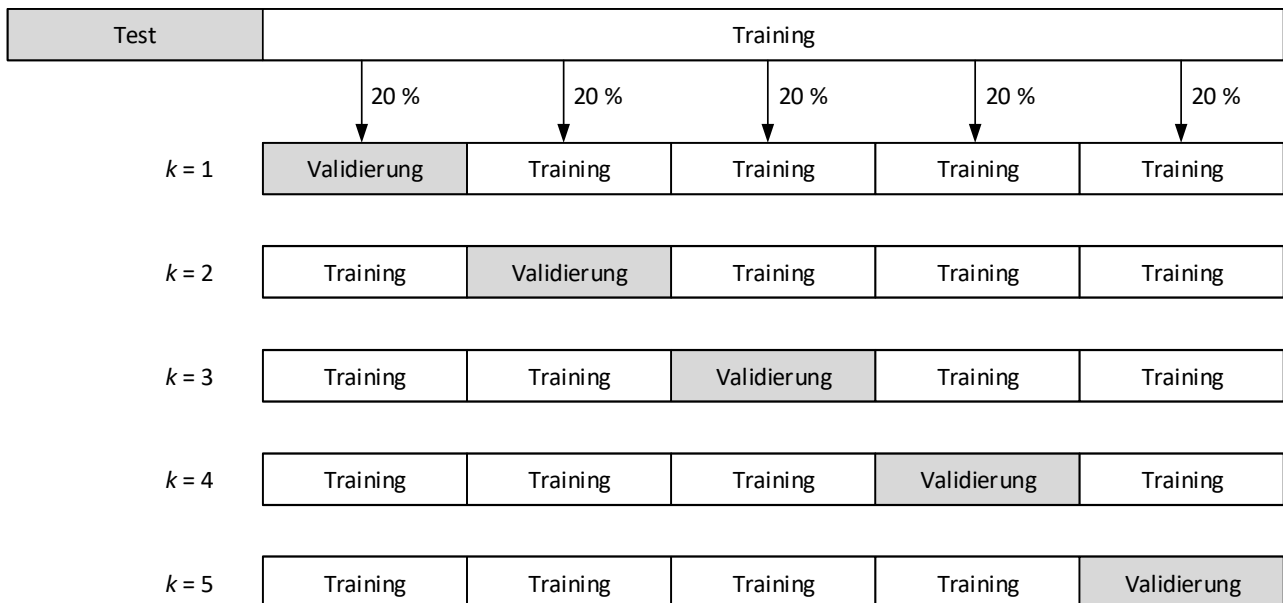 Test Training
20 % 20 % 20 % 20 % 20 %
k = 1 Validierung Training Training Training Training
k = 2 Training Validierung Training Training Training
k = 3 Training Training Validierung Training Training
k = 4 Training Training Training Validierung Training
k = 5 Training Training Training Training Validierung